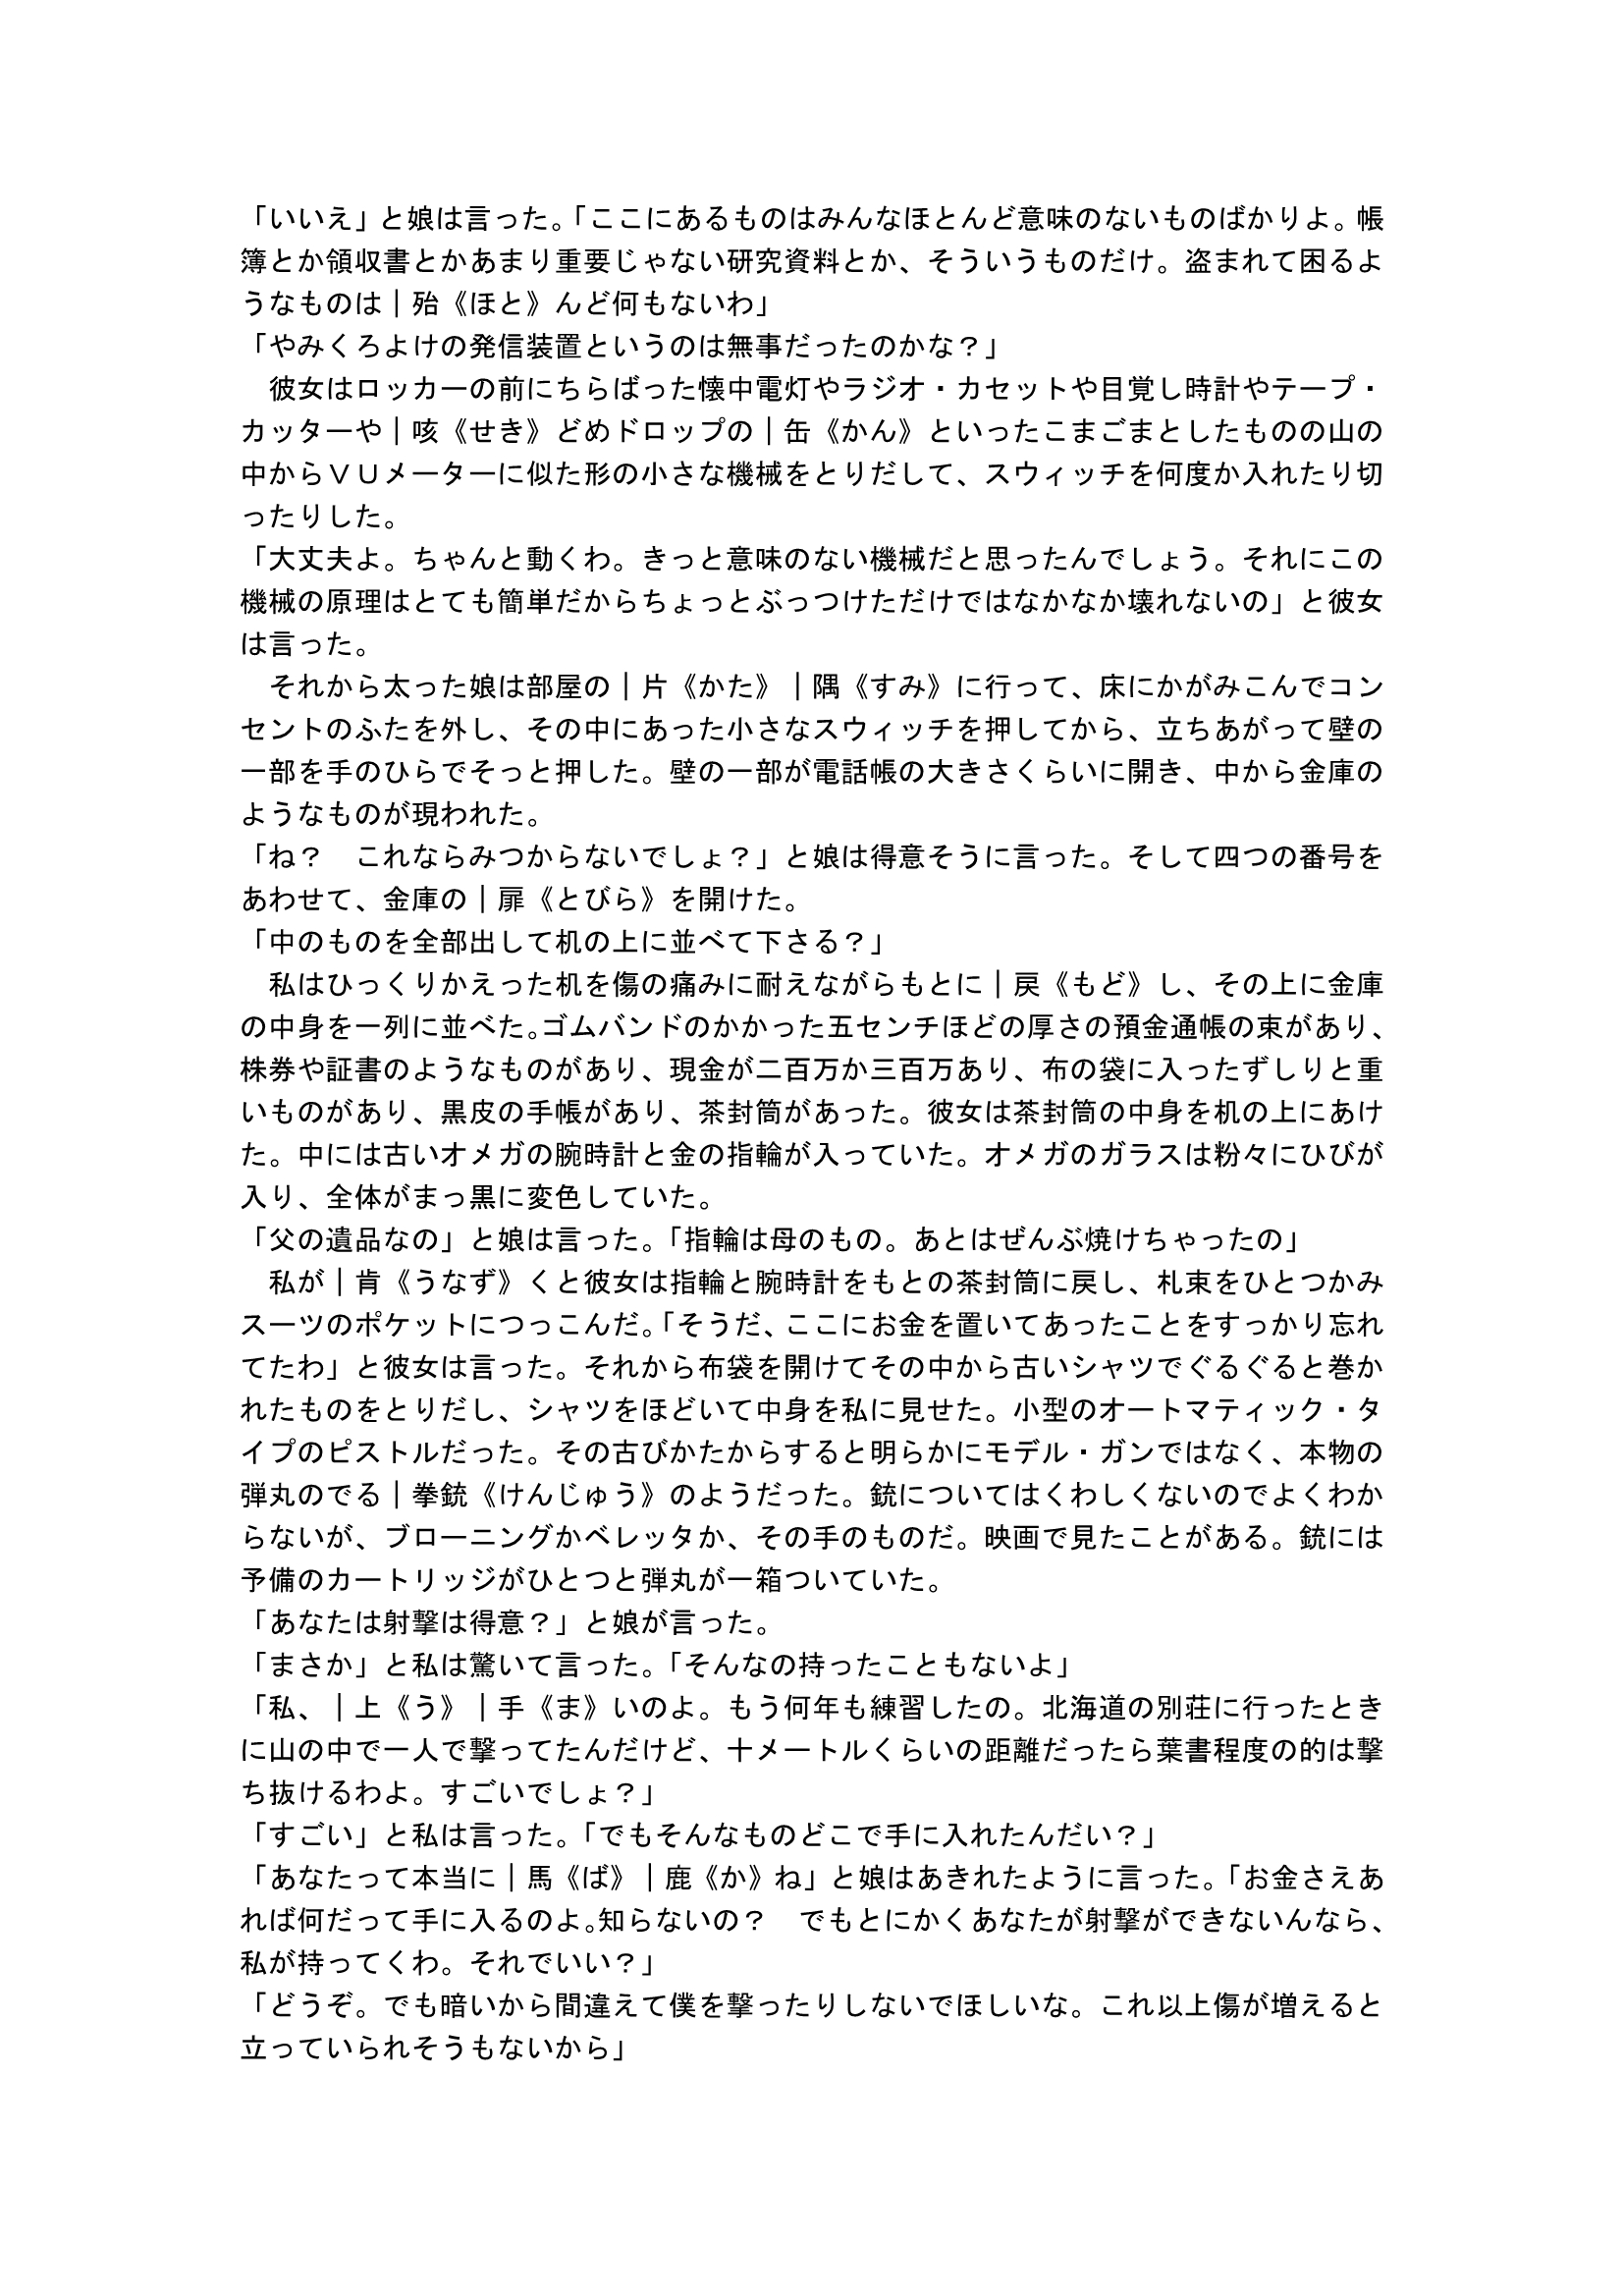 「いいえ」と娘は言った。「ここにあるものはみんなほとんど意味のないものばかりよ。帳
簿とか領収書とかあまり重要じゃない研究資料とか、そういうものだけ。盗まれて困るよ
うなものは｜殆《ほと》んど何もないわ」
「やみくろよけの発信装置というのは無事だったのかな？」
　彼女はロッカーの前にちらばった懐中電灯やラジオ・カセットや目覚し時計やテープ・
カッターや｜咳《せき》どめドロップの｜缶《かん》といったこまごまとしたものの山の
中からＶＵメーターに似た形の小さな機械をとりだして、スウィッチを何度か入れたり切
ったりした。
「大丈夫よ。ちゃんと動くわ。きっと意味のない機械だと思ったんでしょう。それにこの
機械の原理はとても簡単だからちょっとぶっつけただけではなかなか壊れないの」と彼女
は言った。
　それから太った娘は部屋の｜片《かた》｜隅《すみ》に行って、床にかがみこんでコン
セントのふたを外し、その中にあった小さなスウィッチを押してから、立ちあがって壁の
一部を手のひらでそっと押した。壁の一部が電話帳の大きさくらいに開き、中から金庫の
ようなものが現われた。
「ね？　これならみつからないでしょ？」と娘は得意そうに言った。そして四つの番号を
あわせて、金庫の｜扉《とびら》を開けた。
「中のものを全部出して机の上に並べて下さる？」
　私はひっくりかえった机を傷の痛みに耐えながらもとに｜戻《もど》し、その上に金庫
の中身を一列に並べた。ゴムバンドのかかった五センチほどの厚さの預金通帳の束があり、
株券や証書のようなものがあり、現金が二百万か三百万あり、布の袋に入ったずしりと重
いものがあり、黒皮の手帳があり、茶封筒があった。彼女は茶封筒の中身を机の上にあけ
た。中には古いオメガの腕時計と金の指輪が入っていた。オメガのガラスは粉々にひびが
入り、全体がまっ黒に変色していた。
「父の遺品なの」と娘は言った。「指輪は母のもの。あとはぜんぶ焼けちゃったの」
　私が｜肯《うなず》くと彼女は指輪と腕時計をもとの茶封筒に戻し、札束をひとつかみ
スーツのポケットにつっこんだ。「そうだ、ここにお金を置いてあったことをすっかり忘れ
てたわ」と彼女は言った。それから布袋を開けてその中から古いシャツでぐるぐると巻か
れたものをとりだし、シャツをほどいて中身を私に見せた。小型のオートマティック・タ
イプのピストルだった。その古びかたからすると明らかにモデル・ガンではなく、本物の
弾丸のでる｜拳銃《けんじゅう》のようだった。銃についてはくわしくないのでよくわか
らないが、ブローニングかベレッタか、その手のものだ。映画で見たことがある。銃には
予備のカートリッジがひとつと弾丸が一箱ついていた。
「あなたは射撃は得意？」と娘が言った。
「まさか」と私は驚いて言った。「そんなの持ったこともないよ」
「私、｜上《う》｜手《ま》いのよ。もう何年も練習したの。北海道の別荘に行ったとき
に山の中で一人で撃ってたんだけど、十メートルくらいの距離だったら葉書程度の的は撃
ち抜けるわよ。すごいでしょ？」
「すごい」と私は言った。「でもそんなものどこで手に入れたんだい？」
「あなたって本当に｜馬《ば》｜鹿《か》ね」と娘はあきれたように言った。「お金さえあ
れば何だって手に入るのよ。知らないの？　でもとにかくあなたが射撃ができないんなら、
私が持ってくわ。それでいい？」
「どうぞ。でも暗いから間違えて僕を撃ったりしないでほしいな。これ以上傷が増えると
立っていられそうもないから」